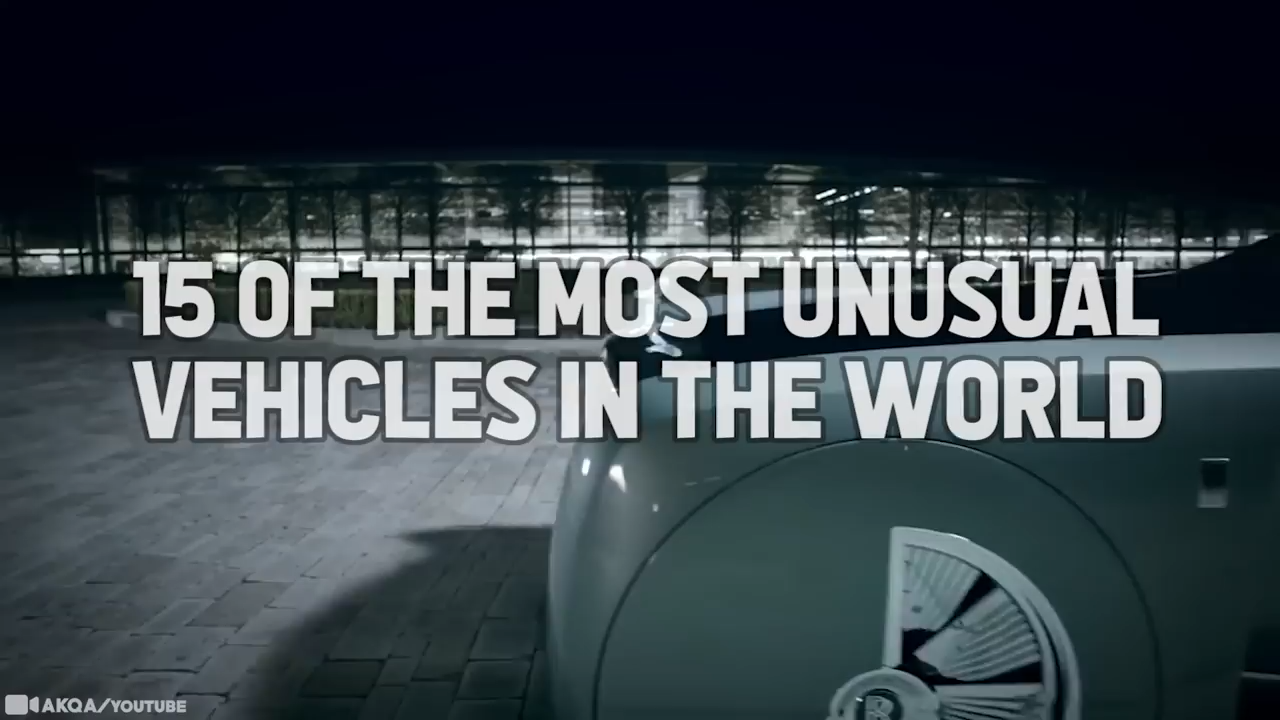 15 OF THE MOST UNUSUAL
VEHICLES IN THE WORLD
AKQA/YOUTUBE